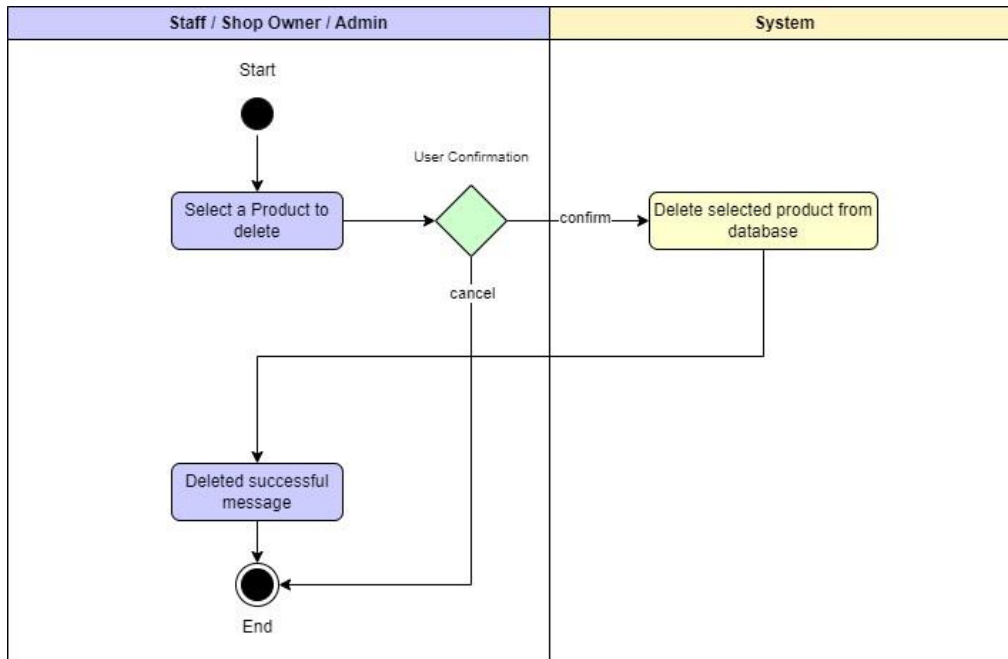 Staff / Shop Owner / Admin
System
Start
User Confirmation
Select a Product to
delete
confirm
Delete selected product from
database
cancel
Deleted successful
message
End